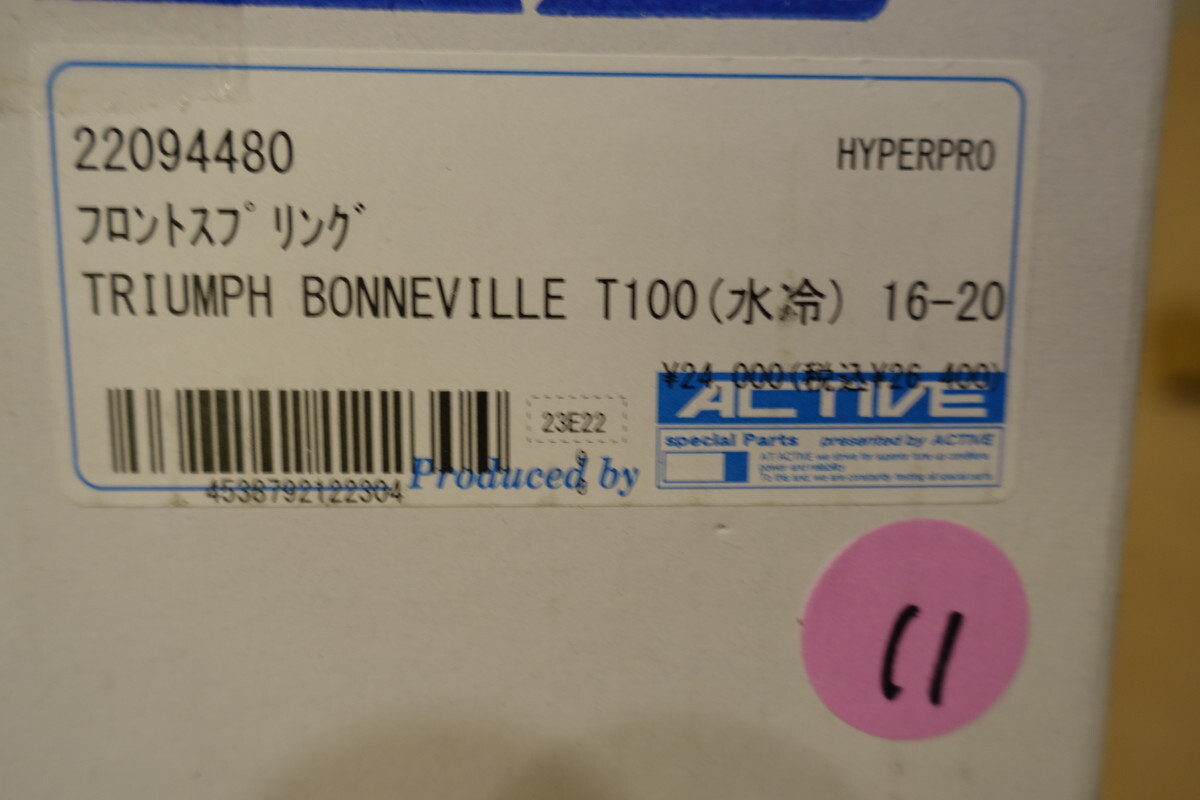 22094480
HYPERPRO
フロントスプリング
TRIUMPH BONNEVILLE T100(水冷) 16-20
¥24,000(税込¥26,400)
ACTIVE
23E22
special Parts presented by ACTIVE
Produced by
4538792122304
11